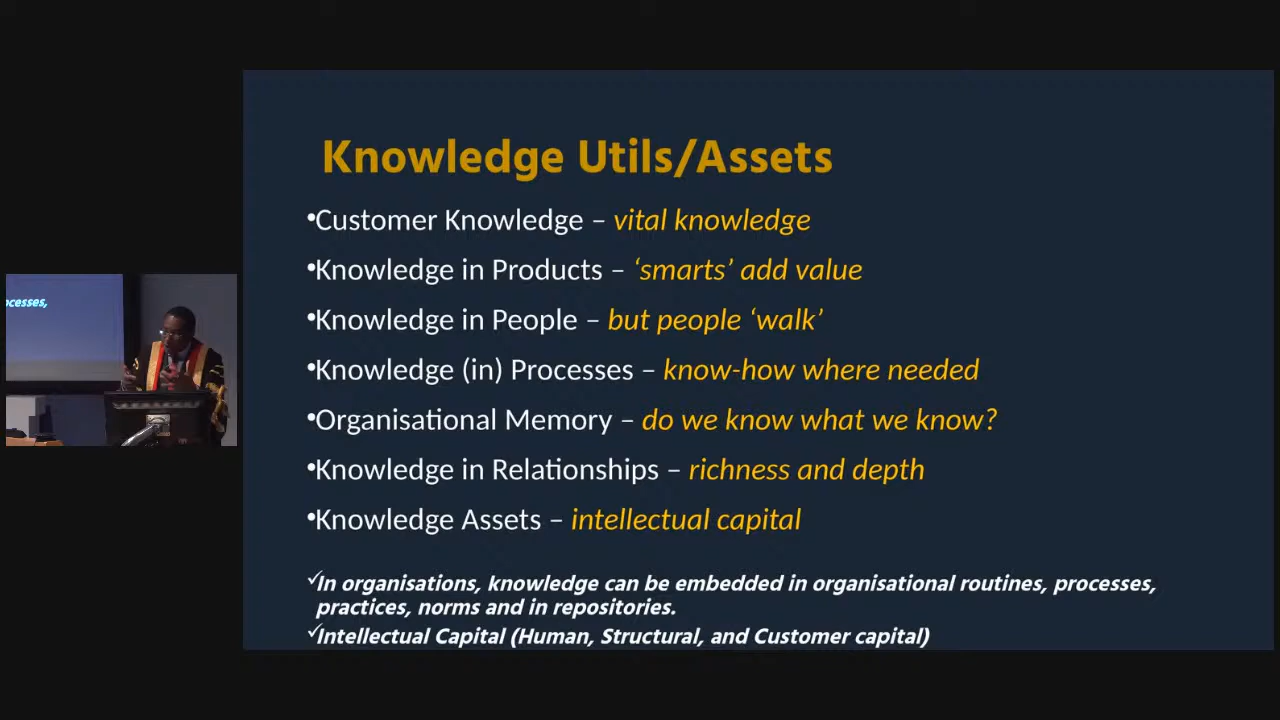 Knowledge Utils/Assets
•Customer Knowledge – vital knowledge
•Knowledge in Products – ‘smarts’ add value
•Knowledge in People – but people ‘walk’
•Knowledge (in) Processes – know-how where needed
•Organisational Memory – do we know what we know?
•Knowledge in Relationships – richness and depth
•Knowledge Assets – intellectual capital
✓In organisations, knowledge can be embedded in organisational routines, processes,
practices, norms and in repositories.
✓Intellectual Capital (Human, Structural, and Customer capital)
ocesses,